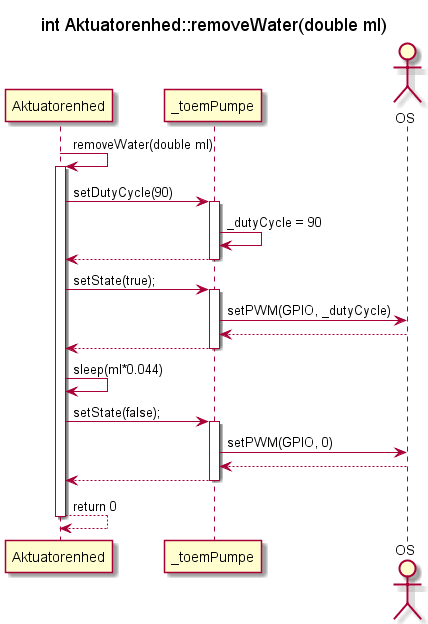 int Aktuatorenhed::removeWater(double ml)
Aktuatorenhed
_toemPumpe
OS
removeWater(double ml)
setDutyCycle(90)
_dutyCycle = 90
setState(true);
setPWM(GPIO, _dutyCycle)
sleep(ml*0.044)
setState(false);
setPWM(GPIO, 0)
return 0
Aktuatorenhed
_toemPumpe
OS